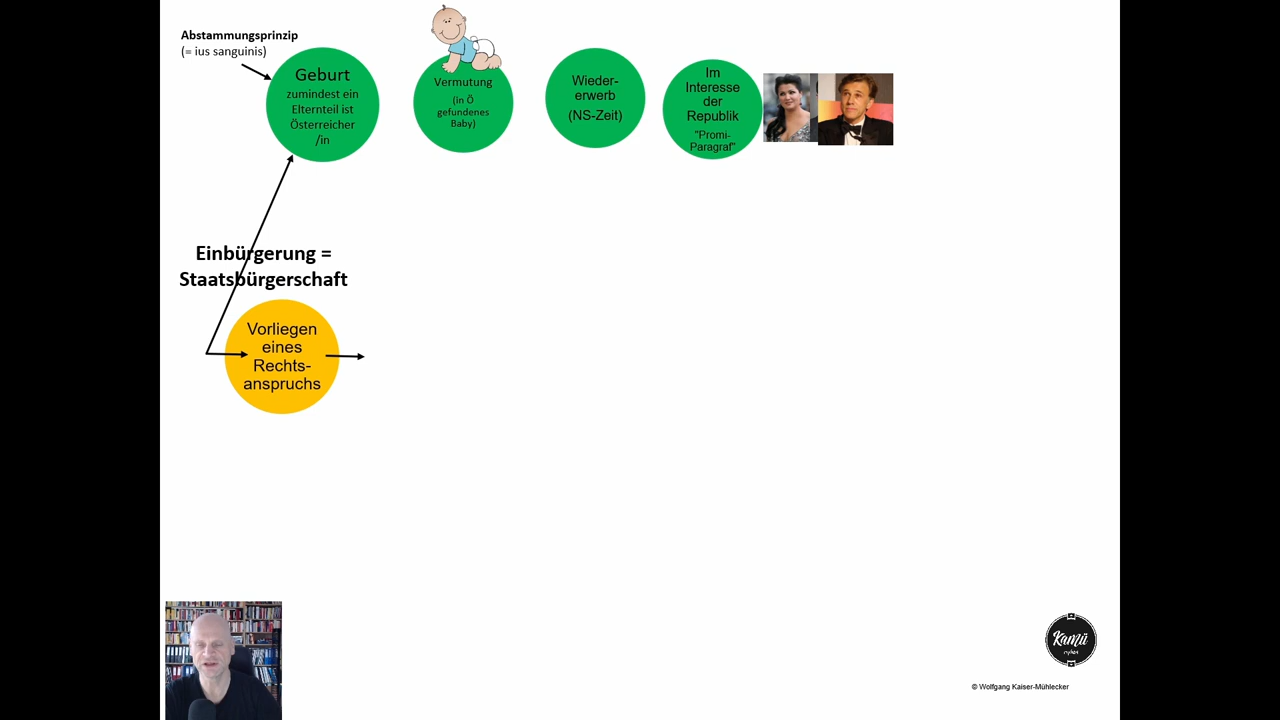 Abstammungsprinzip
(= ius sanguinis)
Geburt
zumindest ein
Elternteil ist
Österreicher
/in
Vermutung
(in Ö
gefundenes
Baby)
Wieder-
erwerb
(NS-Zeit)
Im
Interesse
der
Republik
"Promi-
Paragraf"
Einbürgerung =
Staatsbürgerschaft
Vorliegen
eines
Rechts-
anspruchs
KaMü
© Wolfgang Kaiser-Mühlecker